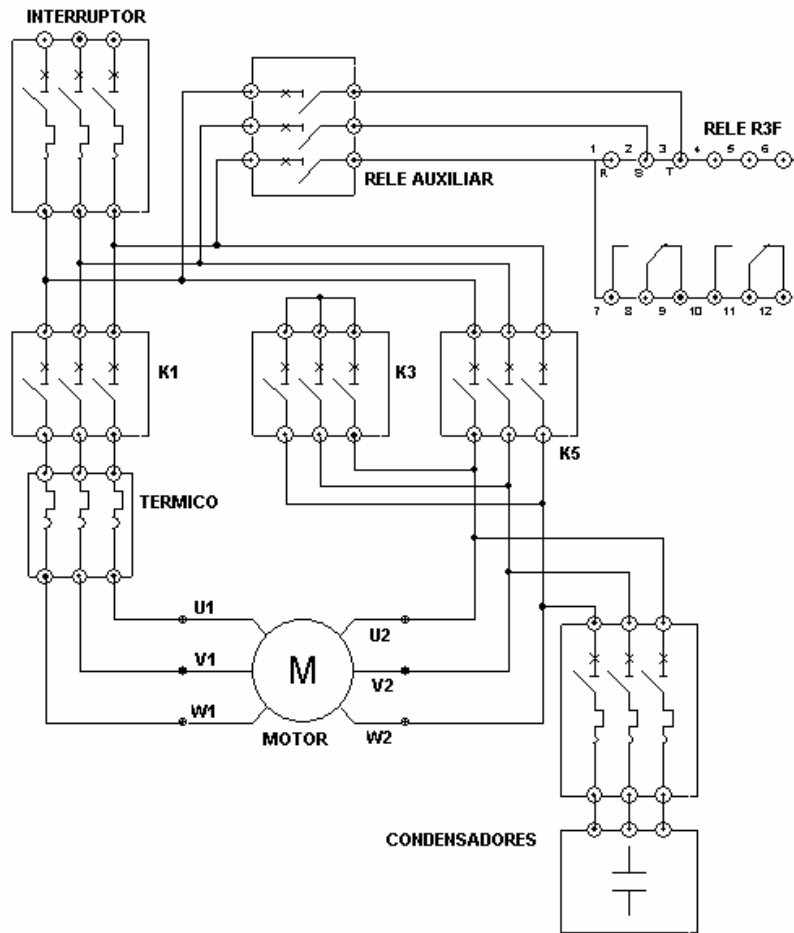 INTERRUPTOR
RELE AUXILIAR
RELE R3F
1 2 3 4 5 6
R S T
7 8 9 10 11 12
K1
K3
K5
TERMICO
U1
U2
V1
M
V2
W1
W2
MOTOR
CONDENSADORES